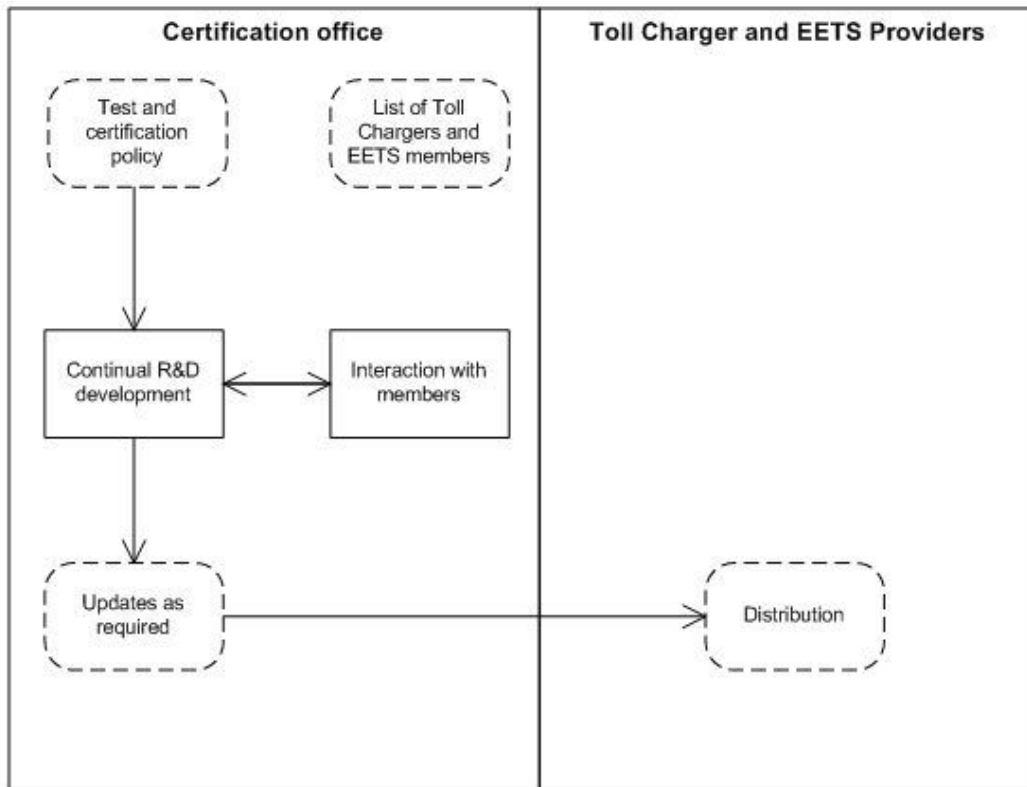 Certification office
Toll Charger and EETS Providers
Test and
certification
policy
List of Toll
Chargers and
EETS members
Continual R&D
development
Interaction with
members
Updates as
required
Distribution